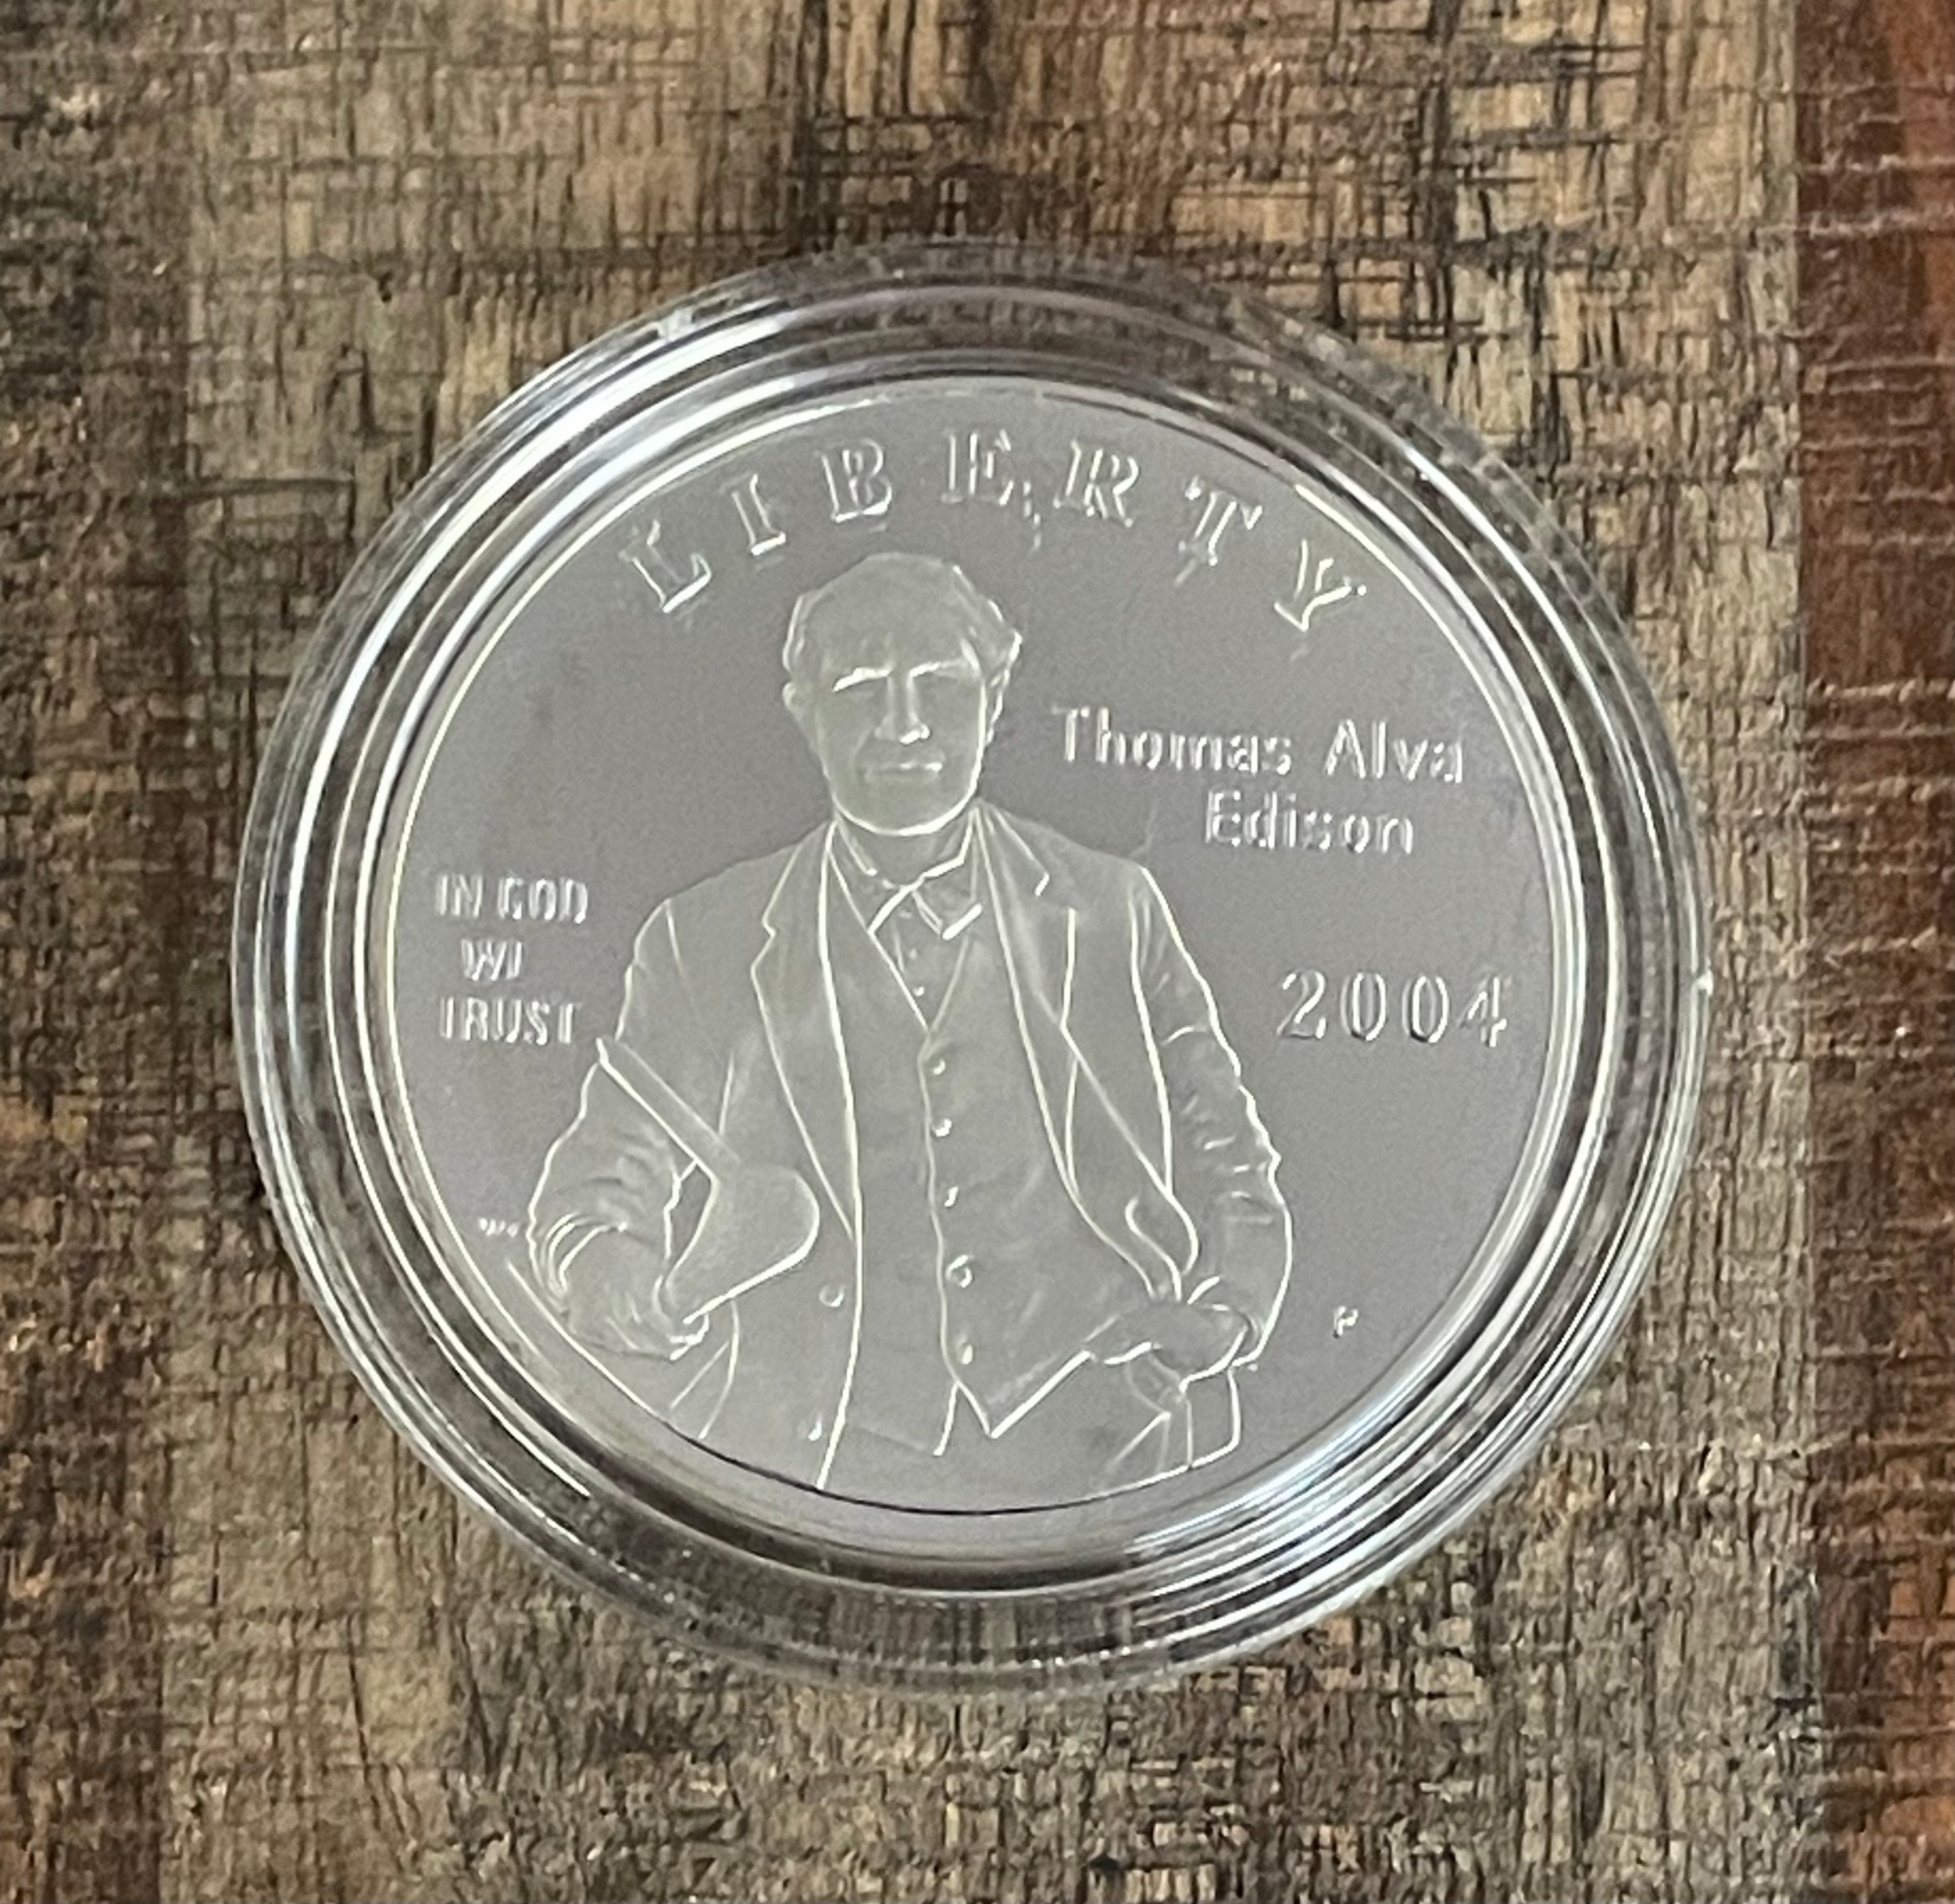 LIBERTY
Thomas Alva
Edison
IN GOD
WE
TRUST
2004
P